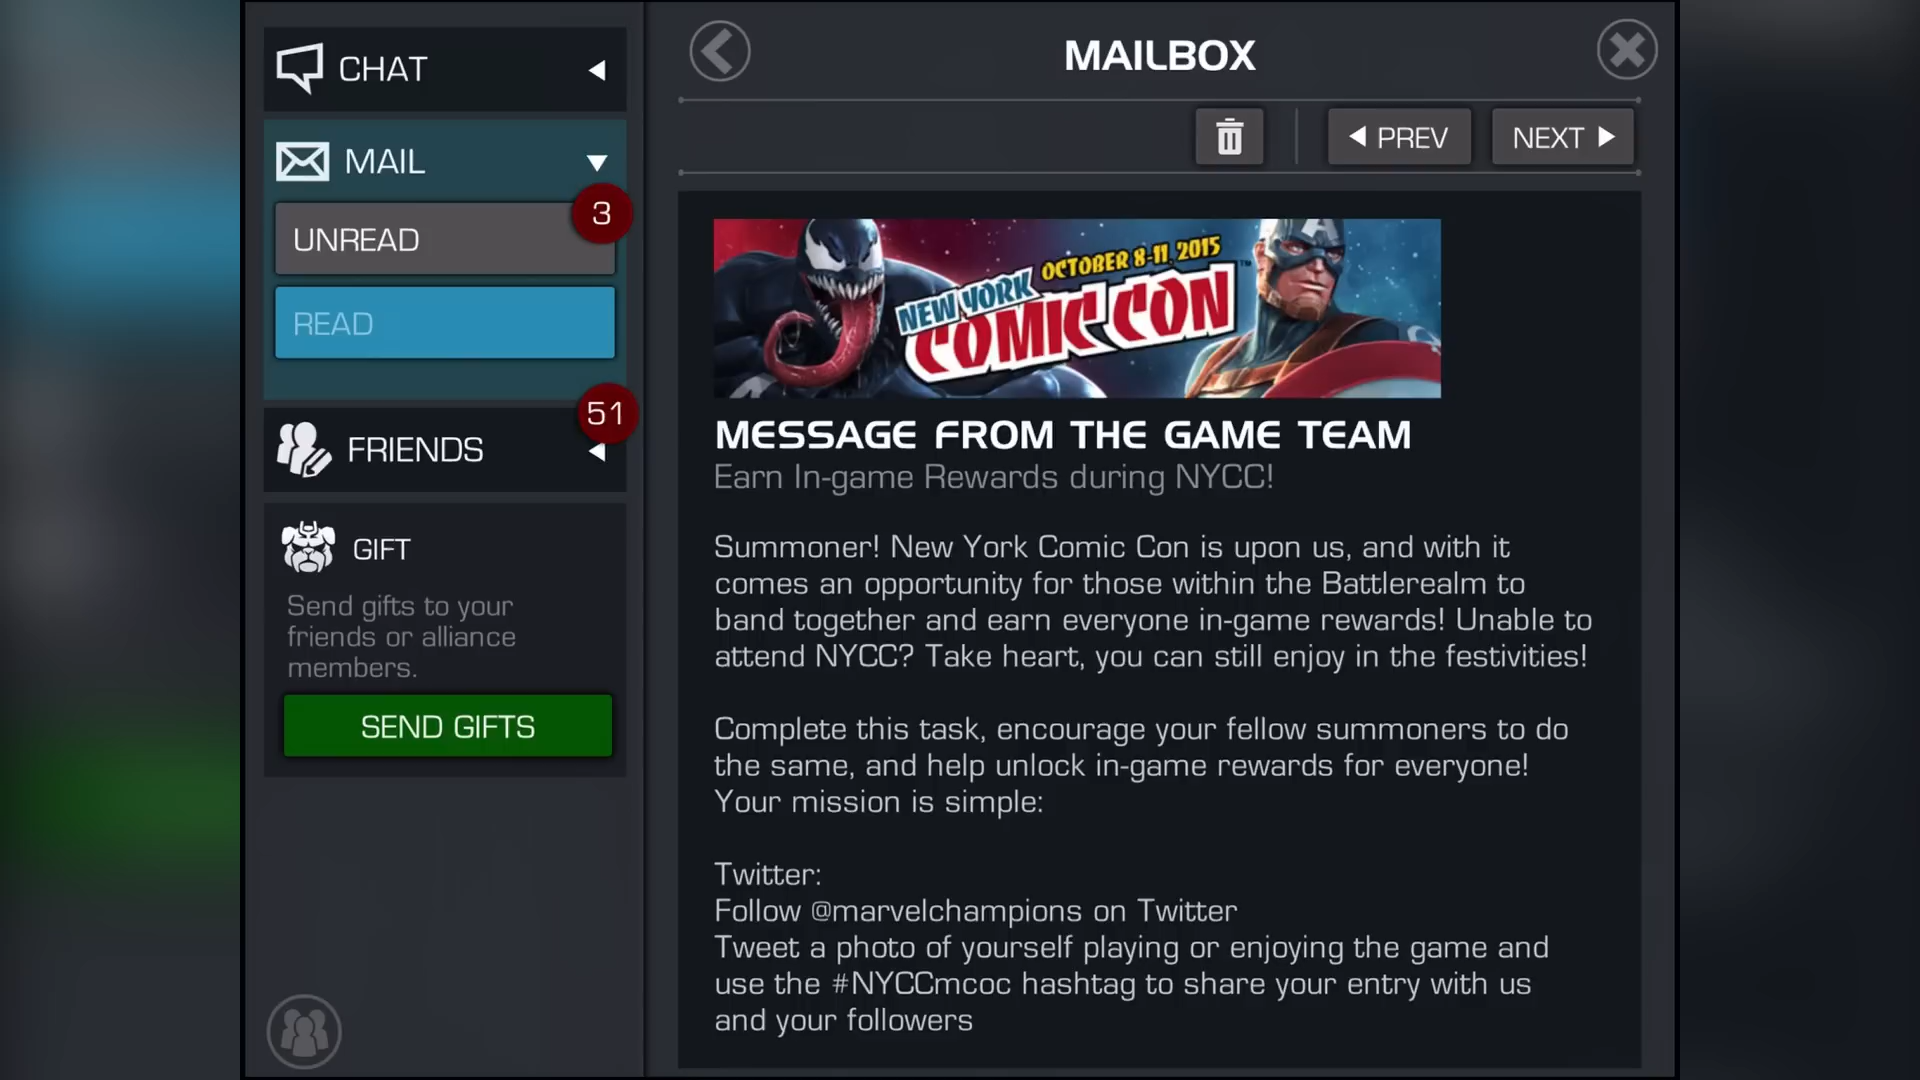 CHAT
MAIL
3
UNREAD
READ
51
FRIENDS
GIFT
Send gifts to your
friends or alliance
members.
SEND GIFTS
MAILBOX
PREV
NEXT
OCTOBER 8-11, 2015
NEW YORK
COMIC CON
TM
MESSAGE FROM THE GAME TEAM
Earn In-game Rewards during NYCC!
Summoner! New York Comic Con is upon us, and with it
comes an opportunity for those within the Battlerealm to
band together and earn everyone in-game rewards! Unable to
attend NYCC? Take heart, you can still enjoy in the festivities!
Complete this task, encourage your fellow summoners to do
the same, and help unlock in-game rewards for everyone!
Your mission is simple:
Twitter:
Follow @marvelchampions on Twitter
Tweet a photo of yourself playing or enjoying the game and
use the #NYCCmcoc hashtag to share your entry with us
and your followers